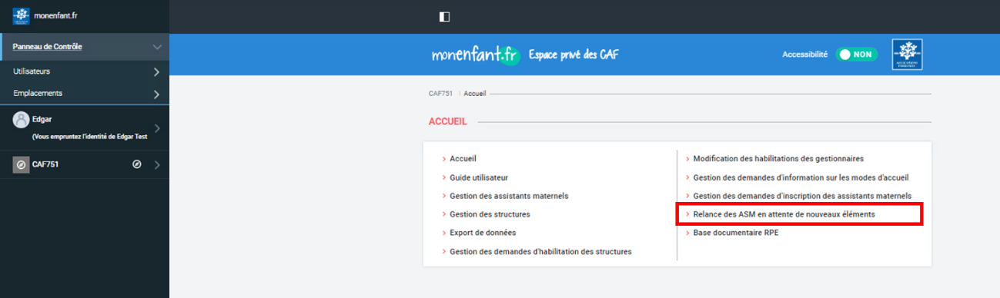 monenfant.fr
Panneau de Contrôle
Utilisateurs
Emplacements
Edgar
(Vous empruntez l'identité de Edgar Test
CAF751
monenfant.fr Espace privé des CAF
Accessibilité NON
CAF751 Accueil
ACCUEIL
Accueil
Guide utilisateur
Gestion des assistants maternels
Gestion des structures
Export de données
Gestion des demandes d'habilitation des structures
Modification des habilitations des gestionnaires
Gestion des demandes d'information sur les modes d'accueil
Gestion des demandes d'inscription des assistants maternels
Relance des ASM en attente de nouveaux éléments
Base documentaire RPE